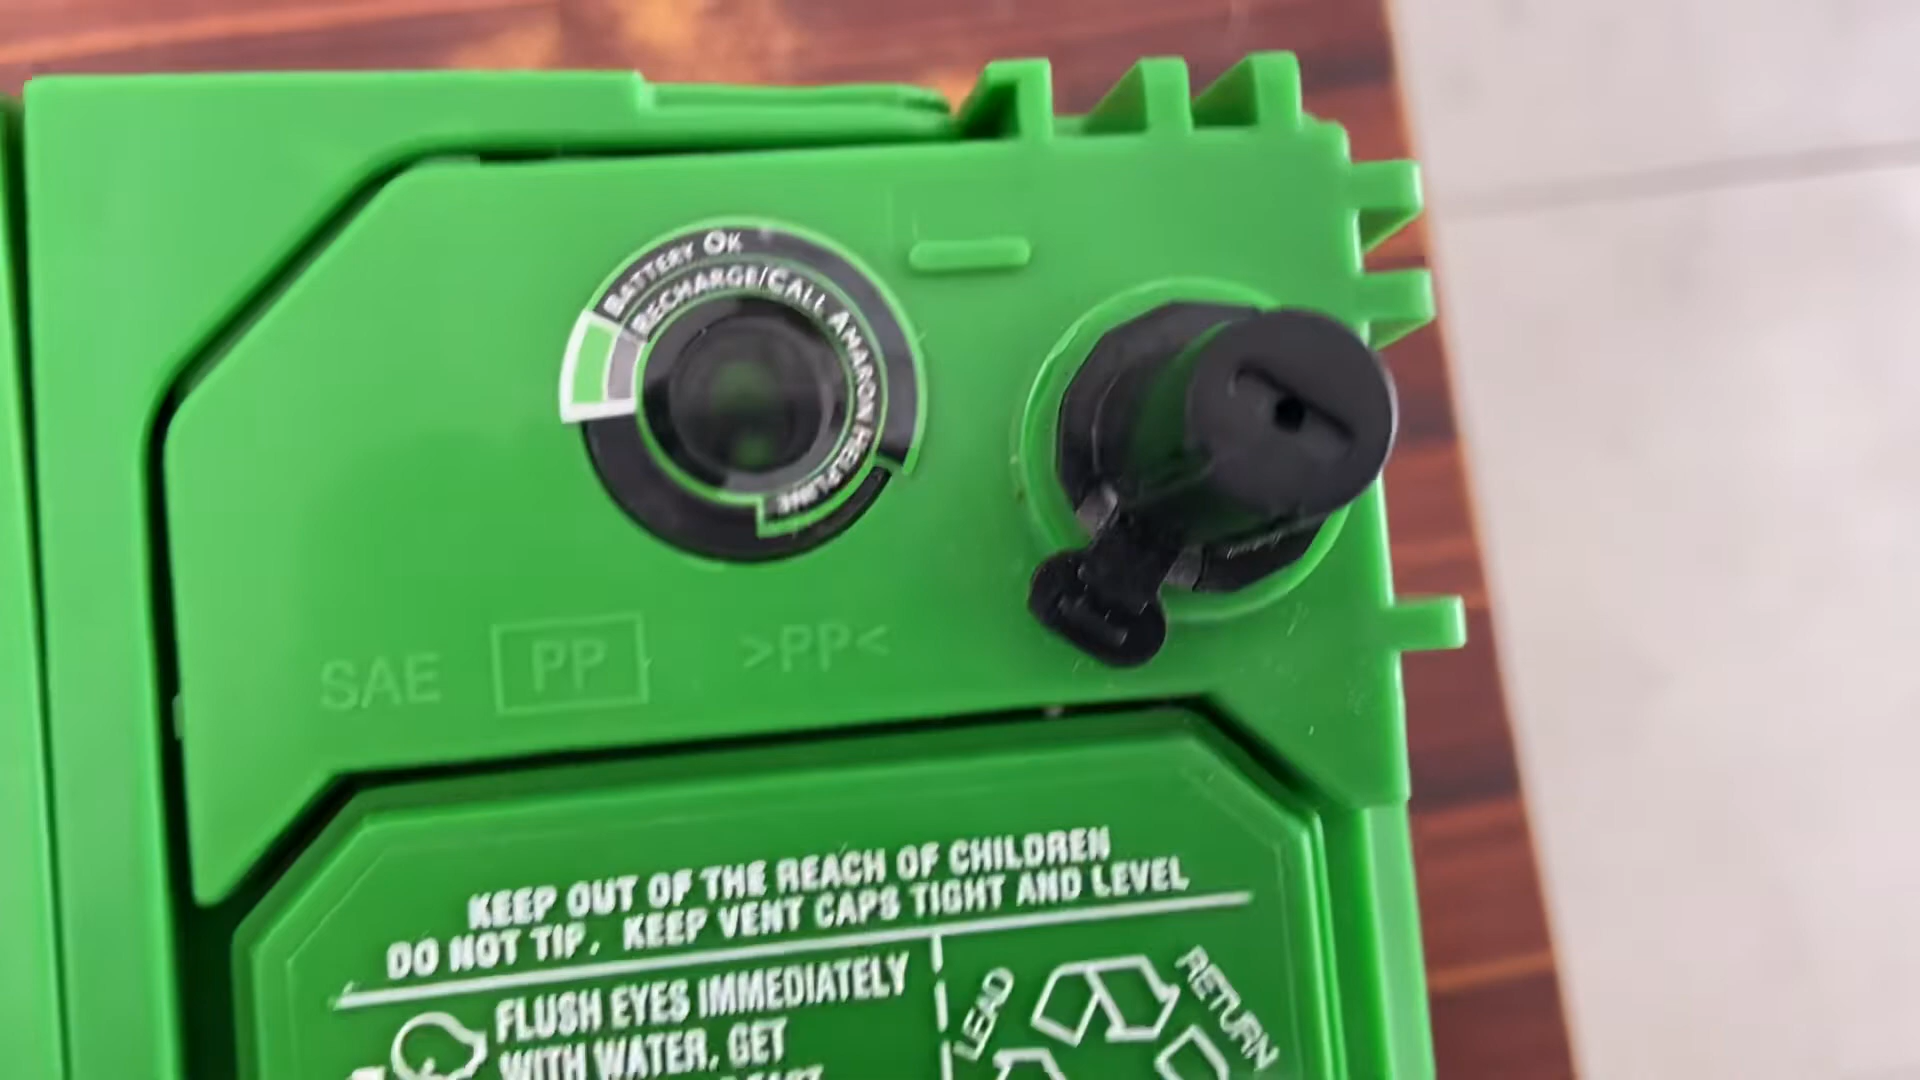 BATTERY OK
RECHARGE/CALL AMARON HELPLINE
SAE PP >PP<
KEEP OUT OF THE REACH OF CHILDREN
DO NOT TIP. KEEP VENT CAPS TIGHT AND LEVEL
FLUSH EYES IMMEDIATELY
WITH WATER. GET
LEAD
RETURN